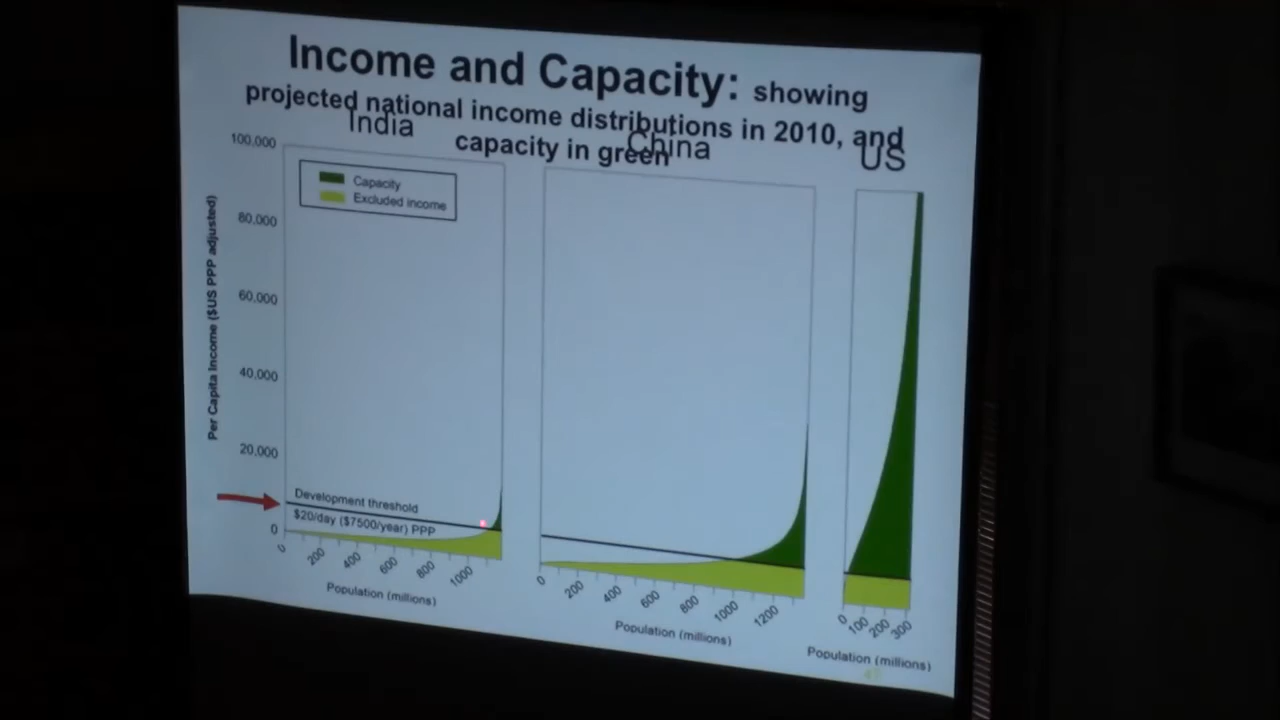 Income and Capacity: showing
projected national income distributions in 2010, and
capacity in green
India
China
US
Per Capita Income ($US PPP adjusted)
100,000
80,000
60,000
40,000
20,000
0
Capacity
Excluded income
Development threshold
$20/day ($7500/year) PPP
0 200 400 600 800 1000
Population (millions)
0 200 400 600 800 1000 1200
Population (millions)
0 100 200 300
Population (millions)